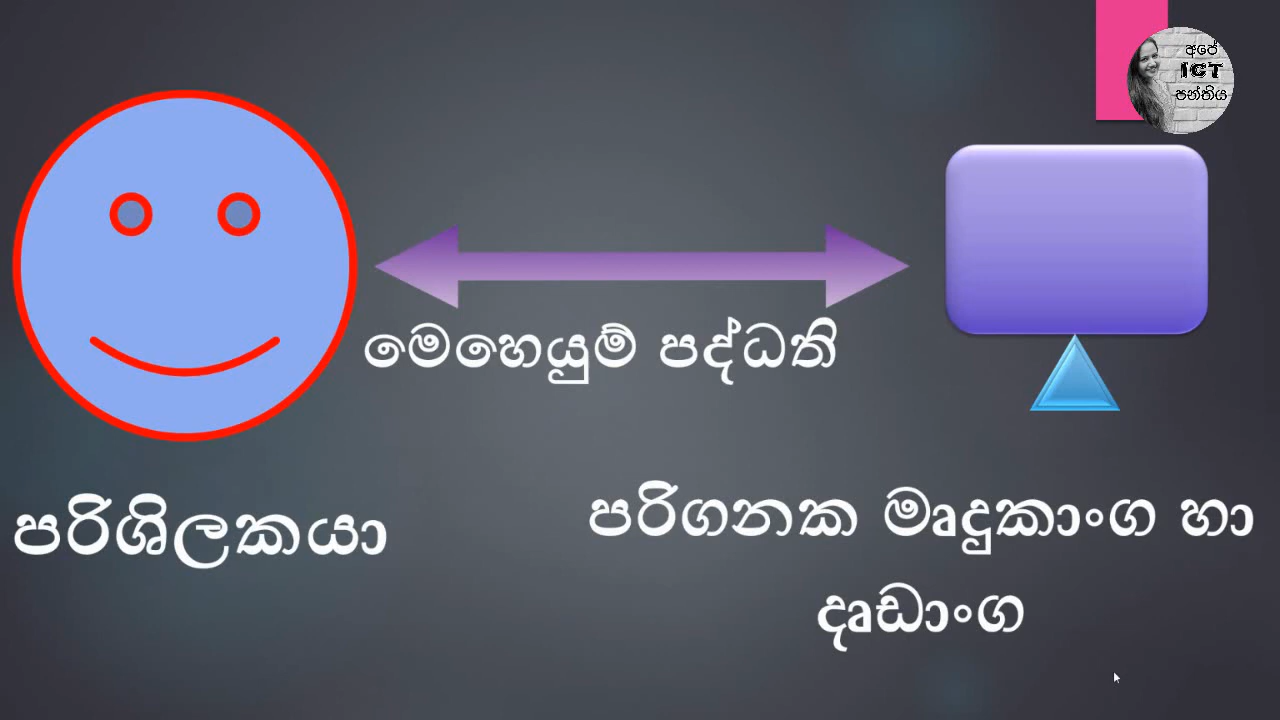 අපේ
ICT
පන්තිය
මෙහෙයුම් පද්ධති
පරිශිලකයා
පරිගනක මෘදුකාංග හා
දෘඩාංග